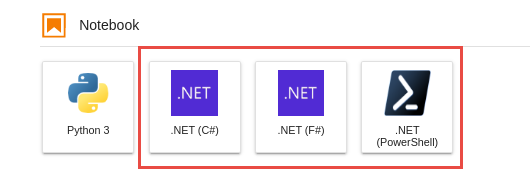 Notebook
.NET
.NET
Python 3
.NET (C#)
.NET (F#)
.NET
(PowerShell)